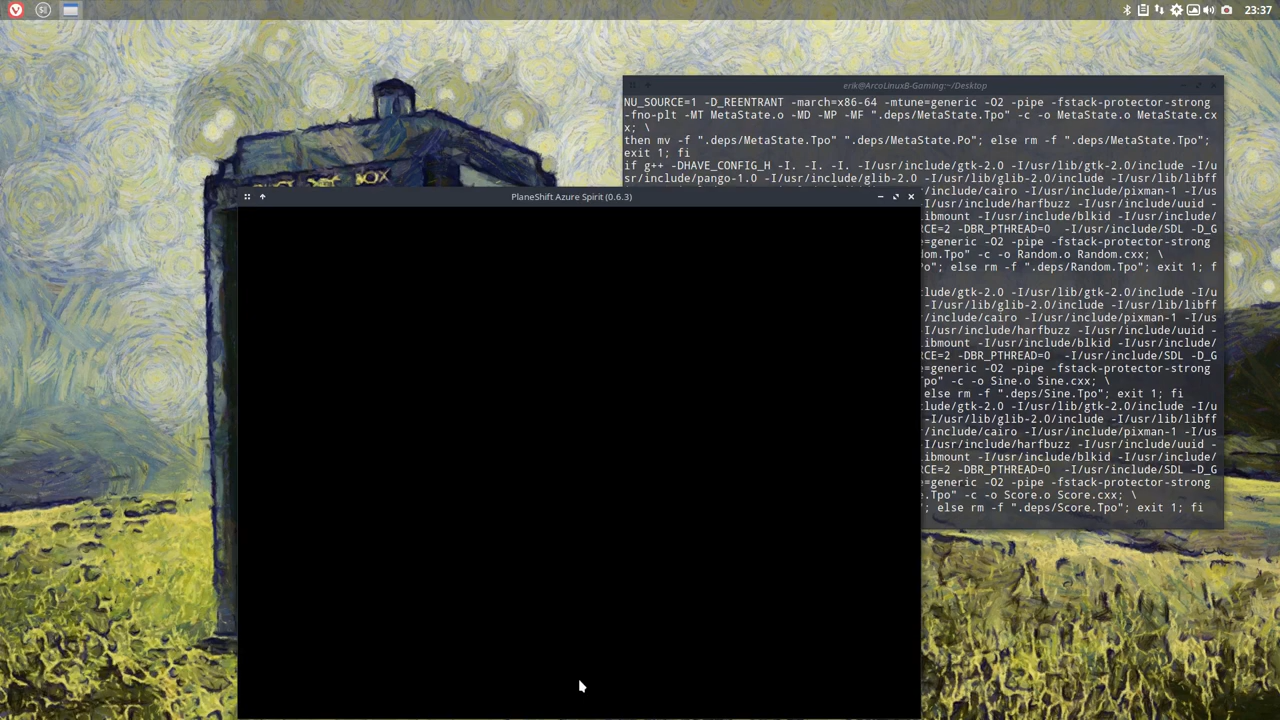 23:37
erik@ArcoLinuxB-Gaming:~/Desktop
NU_SOURCE=1 -D_REENTRANT -march=x86-64 -mtune=generic -O2 -pipe -fstack-protector-strong
-fno-plt -MT MetaState.o -MD -MP -MF ".deps/MetaState.Tpo" -c -o MetaState.o MetaState.cx
x; \
then mv -f ".deps/MetaState.Tpo" ".deps/MetaState.Po"; else rm -f ".deps/MetaState.Tpo";
exit 1; fi
if g++ -DHAVE_CONFIG_H -I. -I. -I. -I/usr/include/gtk-2.0 -I/usr/lib/gtk-2.0/include -I/u
sr/include/pango-1.0 -I/usr/include/glib-2.0 -I/usr/lib/glib-2.0/include -I/usr/lib/libff
BOX
PlaneShift Azure Spirit (0.6.3)
/include/cairo -I/usr/include/pixman-1 -I/us
I/usr/include/harfbuzz -I/usr/include/uuid -
ibmount -I/usr/include/blkid -I/usr/include/
RCE=2 -DBR_PTHREAD=0 -I/usr/include/SDL -D_G
=generic -O2 -pipe -fstack-protector-strong
dom.Tpo" -c -o Random.o Random.cxx; \
Po"; else rm -f ".deps/Random.Tpo"; exit 1; f
clude/gtk-2.0 -I/usr/lib/gtk-2.0/include -I/u
-I/usr/lib/glib-2.0/include -I/usr/lib/libff
/include/cairo -I/usr/include/pixman-1 -I/us
I/usr/include/harfbuzz -I/usr/include/uuid -
ibmount -I/usr/include/blkid -I/usr/include/
RCE=2 -DBR_PTHREAD=0 -I/usr/include/SDL -D_G
=generic -O2 -pipe -fstack-protector-strong
po" -c -o Sine.o Sine.cxx; \
else rm -f ".deps/Sine.Tpo"; exit 1; fi
clude/gtk-2.0 -I/usr/lib/gtk-2.0/include -I/u
-I/usr/lib/glib-2.0/include -I/usr/lib/libff
/include/cairo -I/usr/include/pixman-1 -I/us
I/usr/include/harfbuzz -I/usr/include/uuid -
ibmount -I/usr/include/blkid -I/usr/include/
RCE=2 -DBR_PTHREAD=0 -I/usr/include/SDL -D_G
=generic -O2 -pipe -fstack-protector-strong
e.Tpo" -c -o Score.o Score.cxx; \
; else rm -f ".deps/Score.Tpo"; exit 1; fi